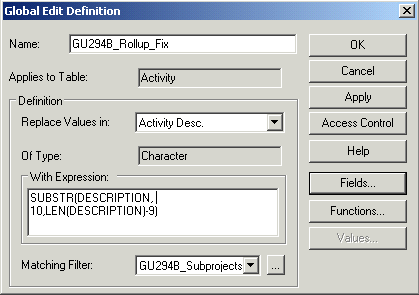 Global Edit Definition
Name:
GU294B_Rollup_Fix
OK
Applies to Table:
Activity
Cancel
Definition
Apply
Replace Values in:
Activity Desc.
Access Control
Of Type:
Character
Help
With Expression:
Fields...
SUBSTR(DESCRIPTION,
10,LEN(DESCRIPTION)-9)
Functions...
Values...
Matching Filter:
GU294B_Subprojects
...